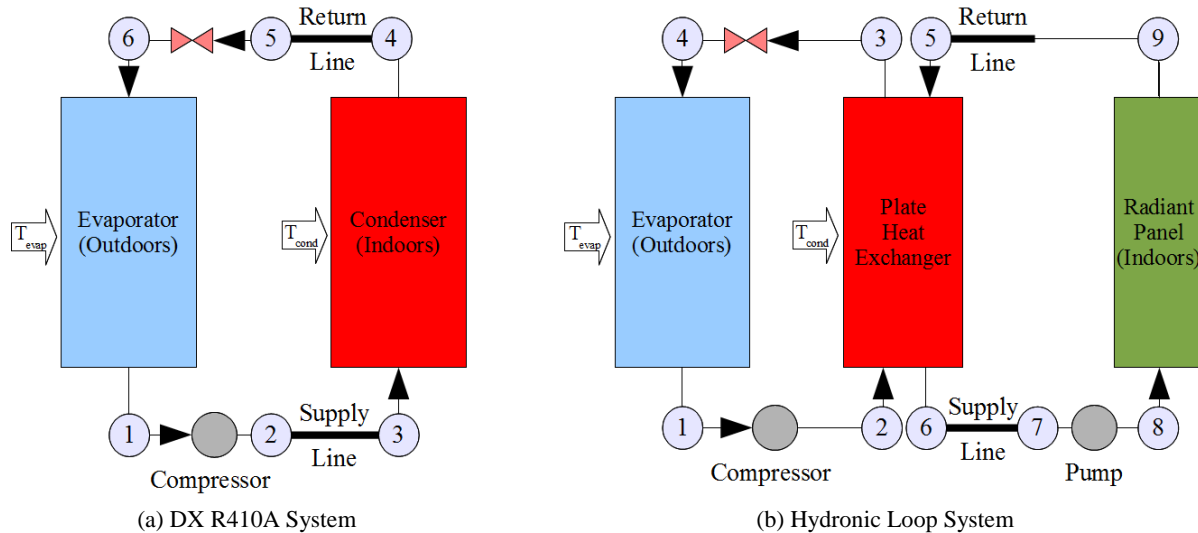 6
5
Return
4
Line
Evaporator
(Outdoors)
Condenser
(Indoors)
T evap
T cond
1
2
Supply
3
Line
Compressor
(a) DX R410A System
4
3
5
Return
9
Line
Evaporator
(Outdoors)
Plate
Heat
Exchanger
Radiant
Panel
(Indoors)
T evap
T cond
1
2
6
Supply
7
8
Line
Compressor
Pump
(b) Hydronic Loop System